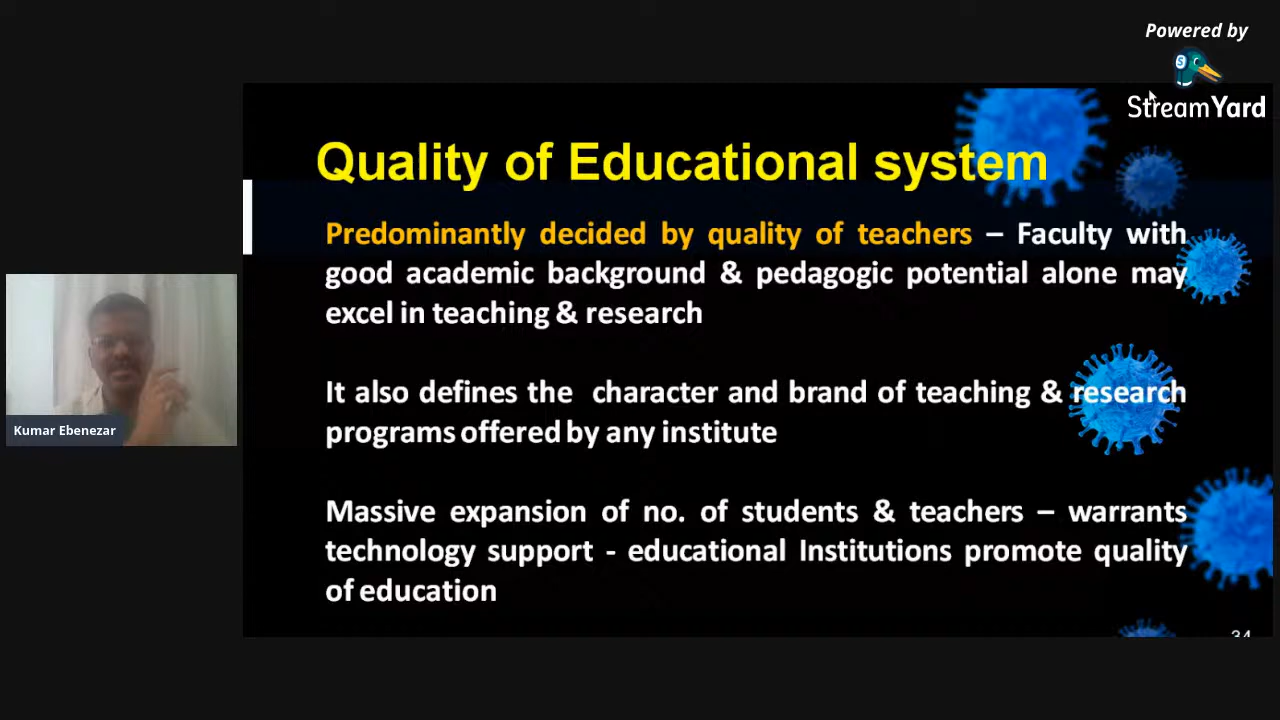 Powered by
StreamYard
Quality of Educational system
Predominantly decided by quality of teachers – Faculty with
good academic background & pedagogic potential alone may
excel in teaching & research
It also defines the character and brand of teaching & research
programs offered by any institute
Massive expansion of no. of students & teachers – warrants
technology support - educational Institutions promote quality
of education
34
Kumar Ebenezar